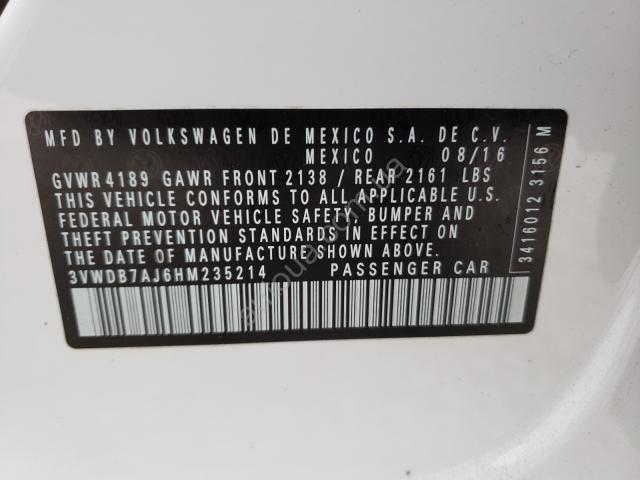 MFD BY VOLKSWAGEN DE MEXICO S.A. DE C.V.
MEXICO 08/16
GVWR 4189 GAWR FRONT 2138 / REAR 2161 LBS
THIS VEHICLE CONFORMS TO ALL APPLICABLE U.S.
FEDERAL MOTOR VEHICLE SAFETY, BUMPER AND
THEFT PREVENTION STANDARDS IN EFFECT ON
THE DATE OF MANUFACTURE SHOWN ABOVE.
3VWDB7AJ6HM235214 PASSENGER CAR
3416012 3156 M